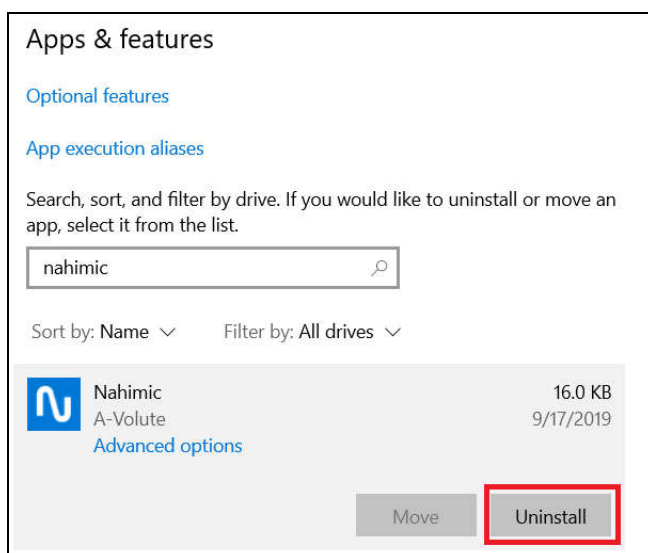 Apps & features
Optional features
App execution aliases
Search, sort, and filter by drive. If you would like to uninstall or move an
app, select it from the list.
nahimic
Sort by: Name Filter by: All drives
Nahimic 16.0 KB
A-Volute 9/17/2019
Advanced options
Move Uninstall